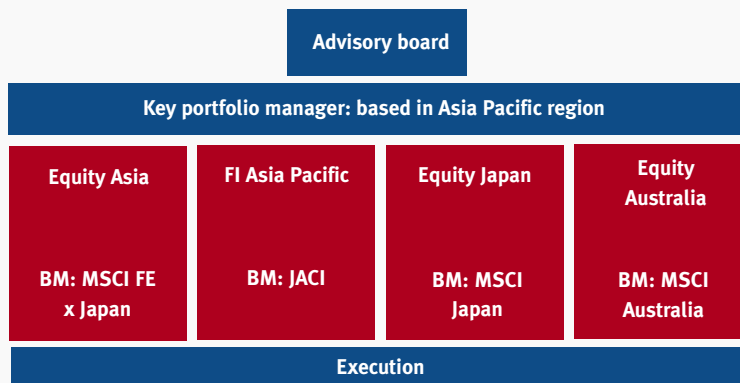 Advisory board
Key portfolio manager: based in Asia Pacific region
Equity Asia
BM: MSCI FE
x Japan
FI Asia Pacific
BM: JACI
Equity Japan
BM: MSCI
Japan
Equity
Australia
BM: MSCI
Australia
Execution